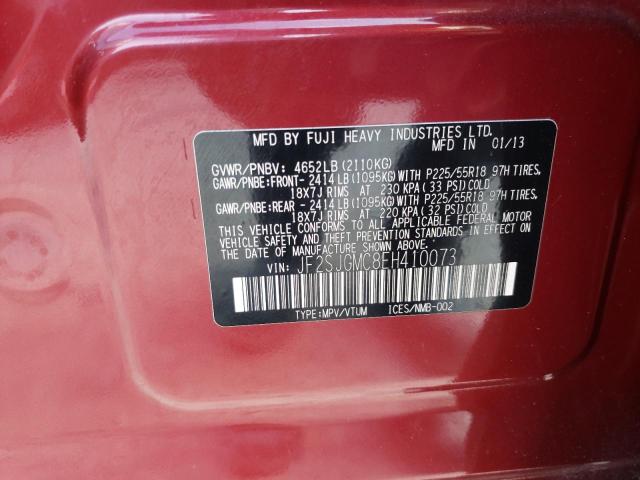 MFD BY FUJI HEAVY INDUSTRIES LTD.
MFD IN 01/13
GVWR/PNBV: 4652LB(2110KG)
GAWR/PNBE:FRONT-2414LB(1095KG)WITH P225/55R18 97H TIRES.
18X7J RIMS AT 230 KPA(33 PSI)COLD
GAWR/PNBE:REAR -2414LB(1095KG)WITH P225/55R18 97H TIRES.
18X7J RIMS AT 220 KPA(32 PSI)COLD
THIS VEHICLE CONFORMS TO ALL APPLICABLE FEDERAL MOTOR
VEHICLE SAFETY AND THEFT PREVENTION STANDARDS IN EFFECT ON
THE DATE OF MANUFACTURE SHOWN ABOVE.
VIN: JF2SJGMC8EH410073
TYPE:MPV/VTUM ICES/NMB-002